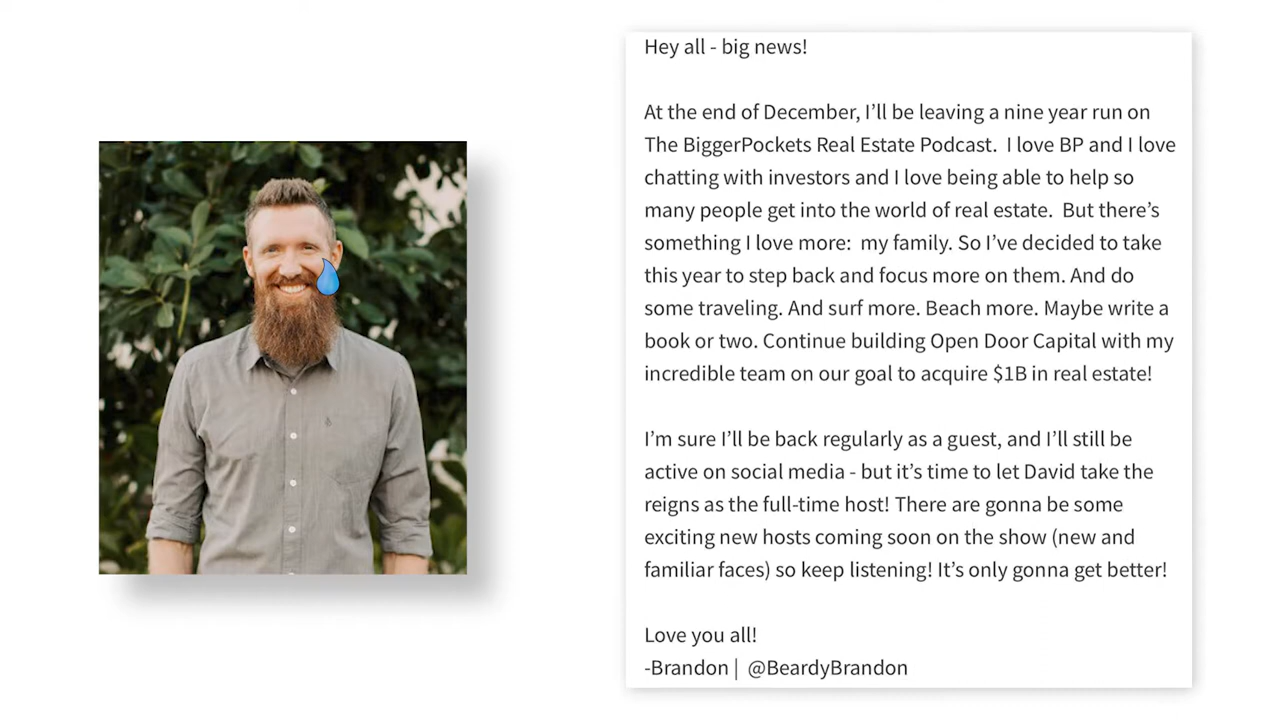 Hey all - big news!
At the end of December, I’ll be leaving a nine year run on
The BiggerPockets Real Estate Podcast.  I love BP and I love
chatting with investors and I love being able to help so
many people get into the world of real estate.  But there’s
something I love more:  my family. So I’ve decided to take
this year to step back and focus more on them. And do
some traveling. And surf more. Beach more. Maybe write a
book or two. Continue building Open Door Capital with my
incredible team on our goal to acquire $1B in real estate!
I’m sure I’ll be back regularly as a guest, and I’ll still be
active on social media - but it’s time to let David take the
reigns as the full-time host! There are gonna be some
exciting new hosts coming soon on the show (new and
familiar faces) so keep listening! It’s only gonna get better!
Love you all!
-Brandon |  @BeardyBrandon